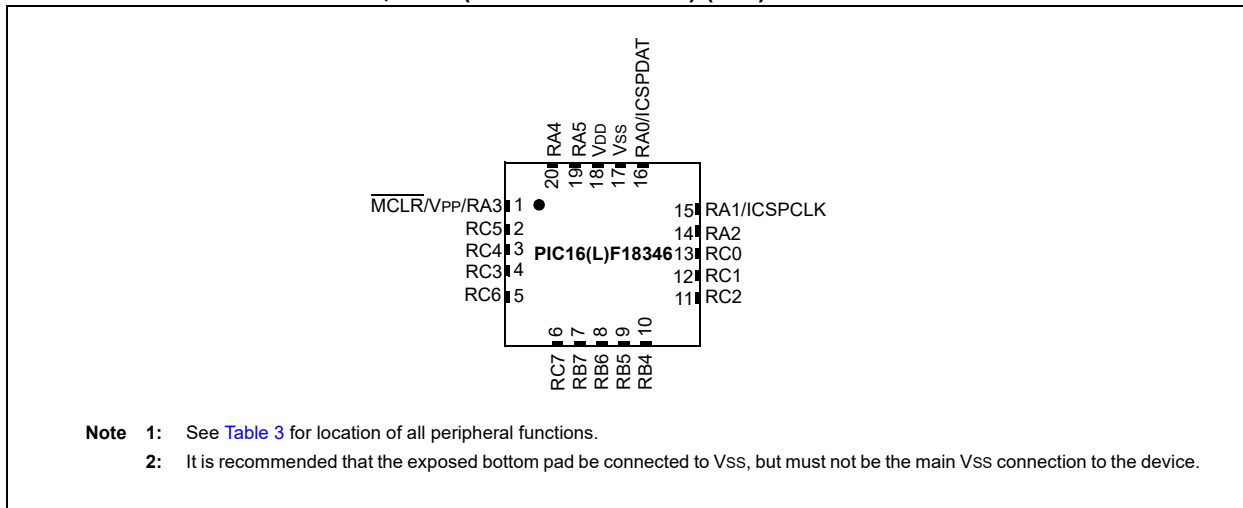 20 RA4
19 RA5
18 VDD
17 VSS
16 RA0/ICSPDAT
MCLR/VPP/RA3 1
RC5 2
RC4 3
RC3 4
RC6 5
PIC16(L)F18346
15 RA1/ICSPCLK
14 RA2
13 RC0
12 RC1
11 RC2
RC7 6
RB7 7
RB6 8
RB5 9
RB4 10
Note 1: See Table 3 for location of all peripheral functions.
2: It is recommended that the exposed bottom pad be connected to VSS, but must not be the main VSS connection to the device.